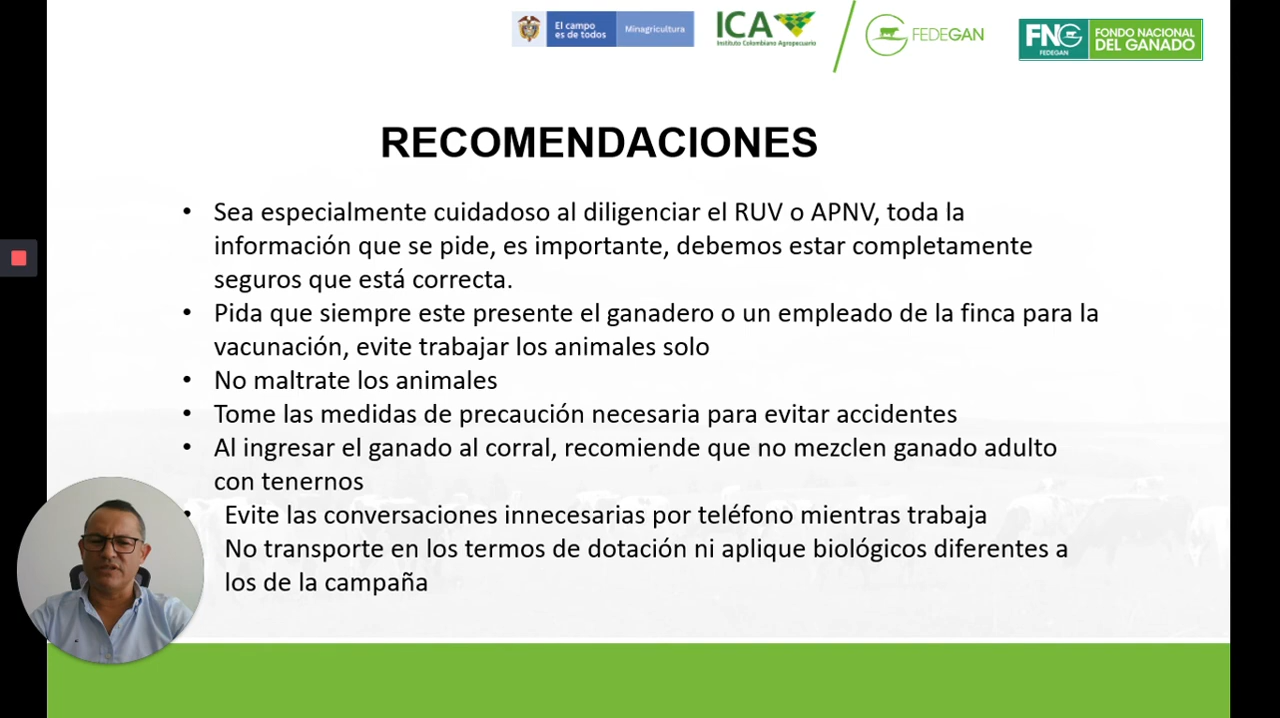 El campo
es de todos
Minagricultura
ICA
Instituto Colombiano Agropecuario
FEDEGAN
FNG
FEDEGAN
FONDO NACIONAL
DEL GANADO
RECOMENDACIONES
• Sea especialmente cuidadoso al diligenciar el RUV o APNV, toda la
información que se pide, es importante, debemos estar completamente
seguros que está correcta.
• Pida que siempre este presente el ganadero o un empleado de la finca para la
vacunación, evite trabajar los animales solo
• No maltrate los animales
• Tome las medidas de precaución necesaria para evitar accidentes
• Al ingresar el ganado al corral, recomiende que no mezclen ganado adulto
con tenernos
• Evite las conversaciones innecesarias por teléfono mientras trabaja
No transporte en los termos de dotación ni aplique biológicos diferentes a
los de la campaña